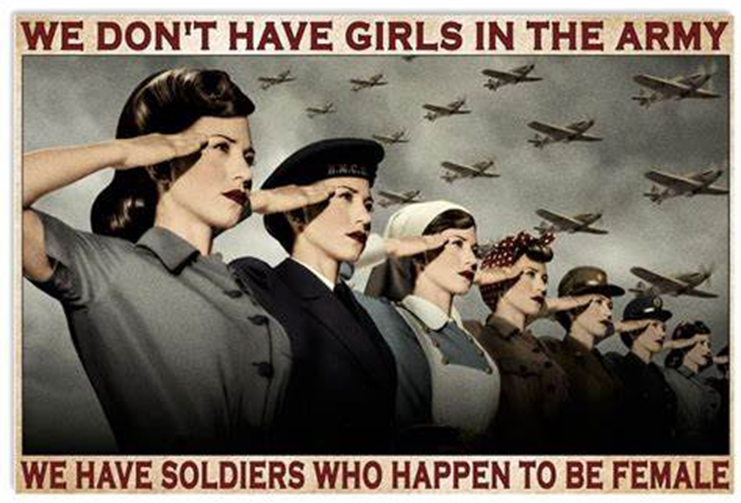 WE DON'T HAVE GIRLS IN THE ARMY
WE HAVE SOLDIERS WHO HAPPEN TO BE FEMALE